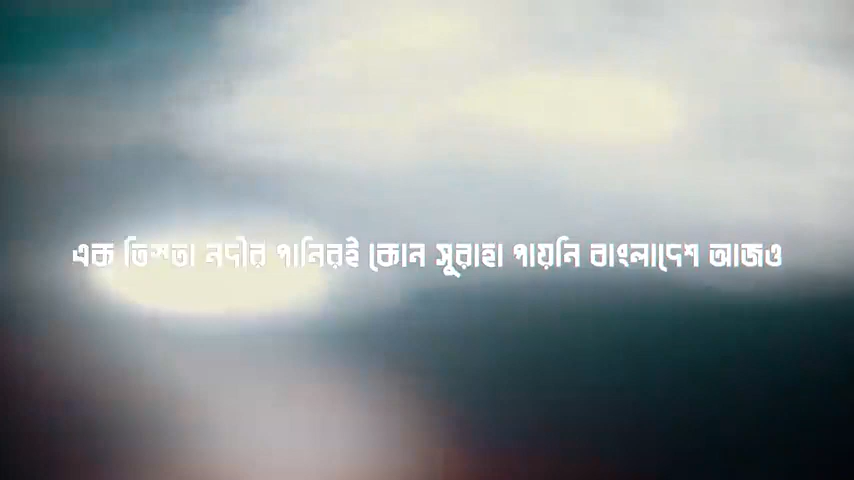 এক তিস্তা নদীর পানিরই কোন সুরাহা পায়নি বাংলাদেশ আজও